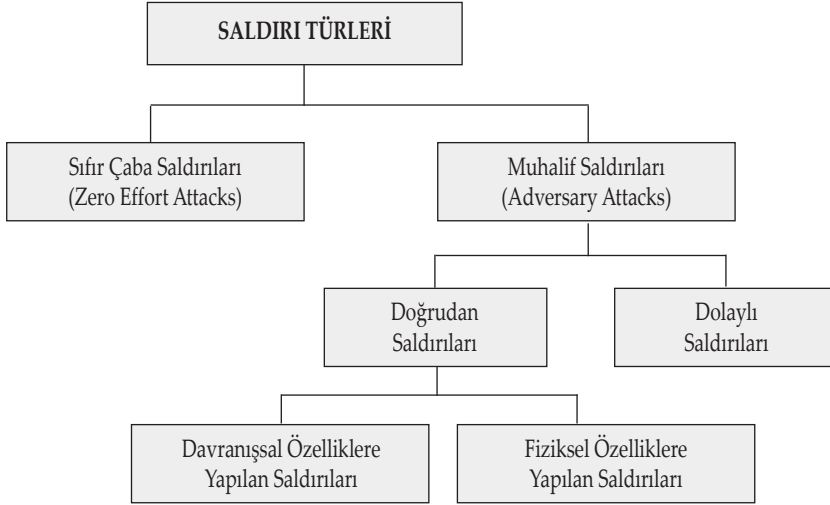 SALDIRI TÜRLERİ
Sıfır Çaba Saldırıları
(Zero Effort Attacks)
Muhalif Saldırıları
(Adversary Attacks)
Doğrudan
Saldırıları
Dolaylı
Saldırıları
Davranışsal Özelliklere
Yapılan Saldırıları
Fiziksel Özelliklere
Yapılan Saldırıları